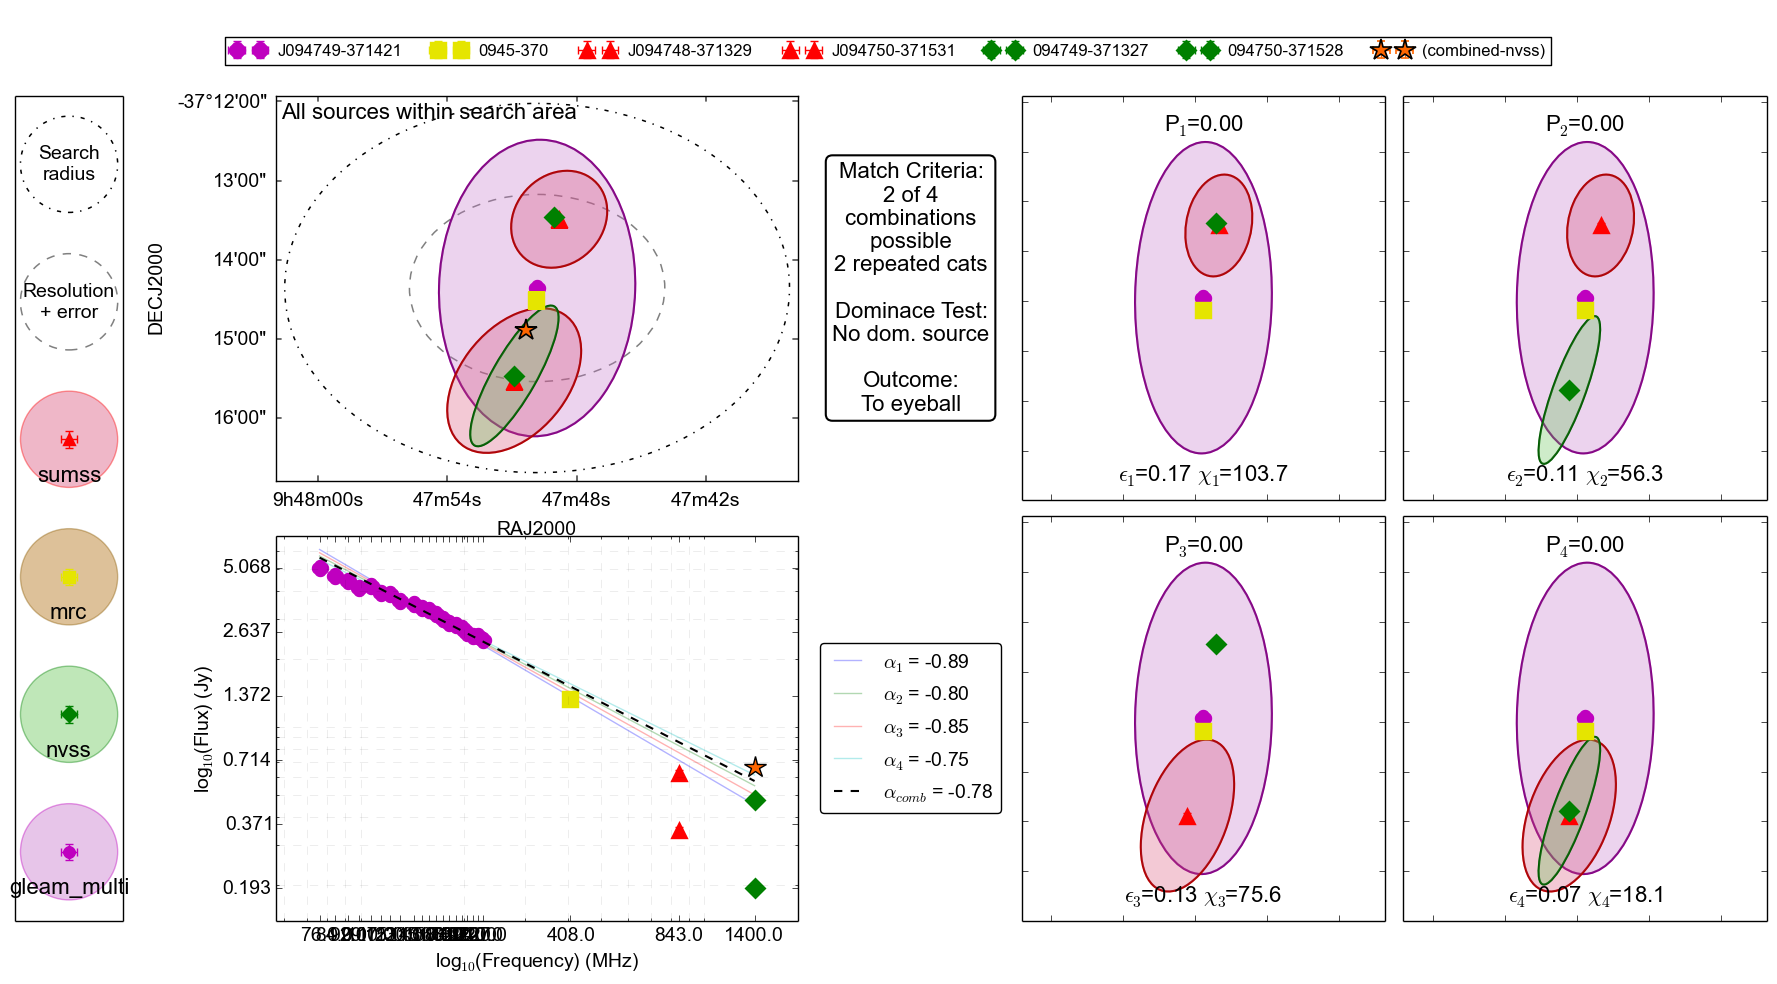 J094749-371421 0945-370 J094748-371329 J094750-371531 094749-371327 094750-371528 (combined-nvss)
Search
radius
Resolution
+ error
sumss
mrc
nvss
gleam_multi
All sources within search area
-37°12'00"
13'00"
14'00"
15'00"
16'00"
DECJ2000
9h48m00s 47m54s 47m48s 47m42s
RAJ2000
Match Criteria:
2 of 4
combinations
possible
2 repeated cats
Dominace Test:
No dom. source
Outcome:
To eyeball
P1=0.00
ϵ1=0.17 χ1=103.7
P2=0.00
ϵ2=0.11 χ2=56.3
5.068
2.637
1.372
0.714
0.371
0.193
log10(Flux) (Jy)
408.0 843.0 1400.0
log10(Frequency) (MHz)
α1 = -0.89
α2 = -0.80
α3 = -0.85
α4 = -0.75
αcomb = -0.78
P3=0.00
ϵ3=0.13 χ3=75.6
P4=0.00
ϵ4=0.07 χ4=18.1